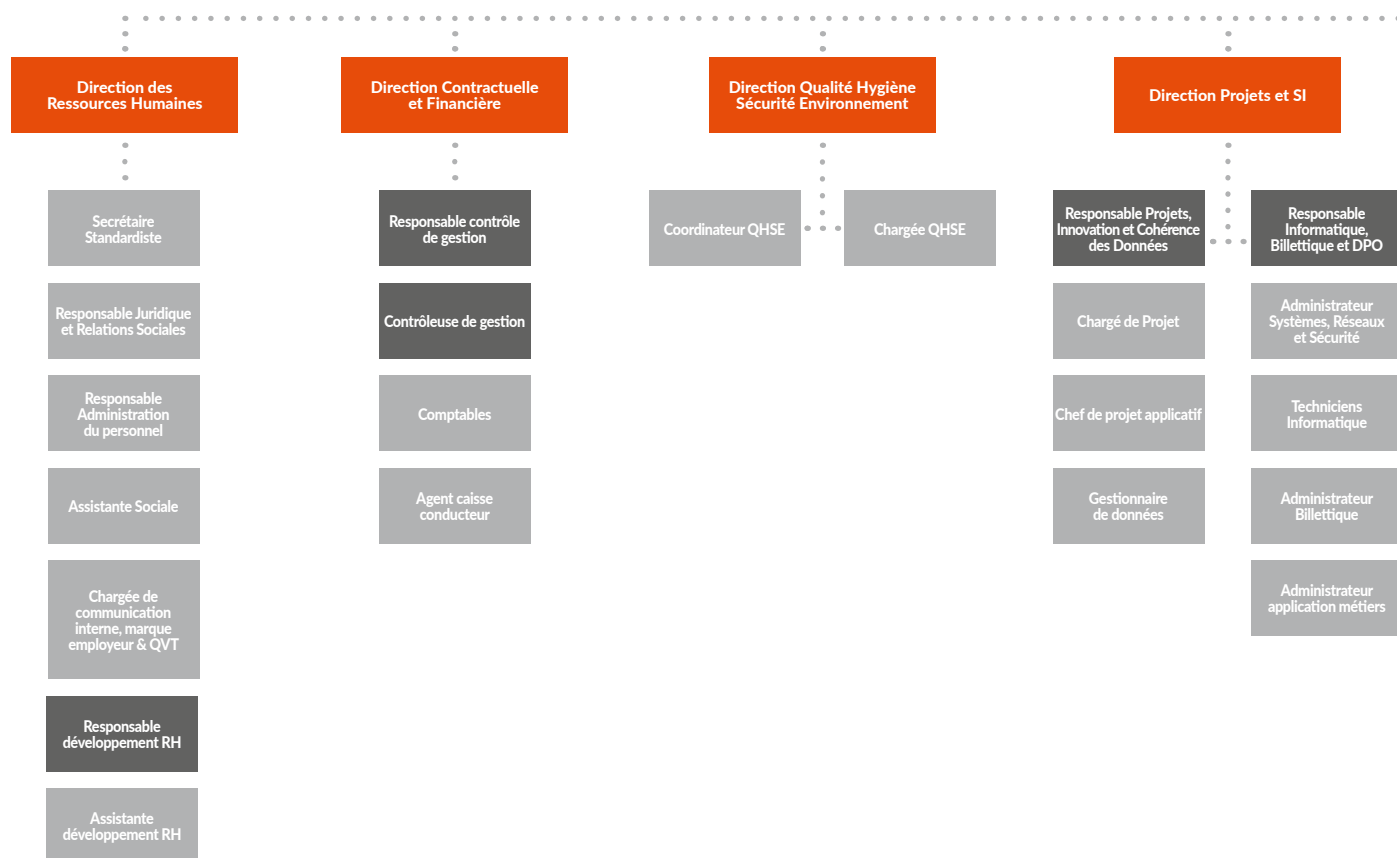 Direction des
Ressources Humaines
Direction Contractuelle
et Financière
Direction Qualité Hygiène
Sécurité Environnement
Direction Projets et SI
Secrétaire
Standardiste
Responsable Juridique
et Relations Sociales
Responsable
Administration
du personnel
Assistante Sociale
Chargée de
communication
interne, marque
employeur & QVT
Responsable
développement RH
Assistante
développement RH
Responsable contrôle
de gestion
Contrôleuse de gestion
Comptables
Agent caisse
conducteur
Coordinateur QHSE
Chargée QHSE
Responsable Projets,
Innovation et Cohérence
des Données
Chargé de Projet
Chef de projet applicatif
Gestionnaire
de données
Responsable
Informatique,
Billettique et DPO
Administrateur
Systèmes, Réseaux
et Sécurité
Techniciens
Informatique
Administrateur
Billettique
Administrateur
application métiers